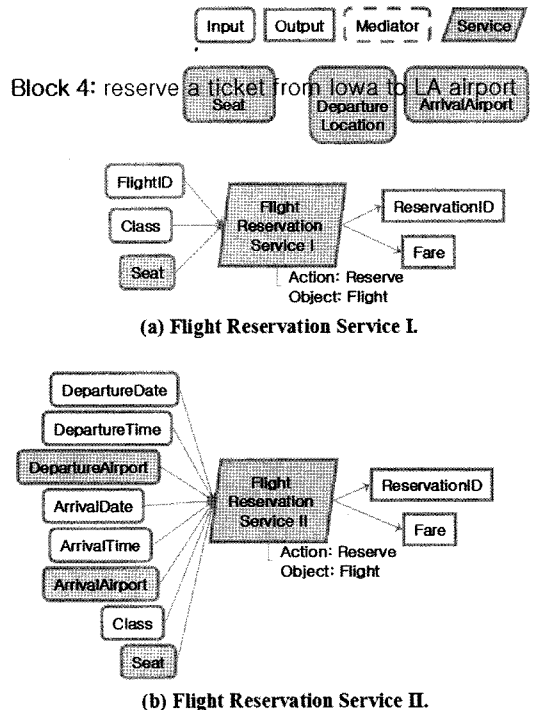 Input Output Mediator Service
Block 4: reserve a ticket from Iowa to LA airport
Seat Departure Location ArrivalAirport
FlightID
Class
Seat
Flight Reservation Service I
ReservationID
Fare
Action: Reserve
Object: Flight
(a) Flight Reservation Service I.
DepartureDate
DepartureTime
DepartureAirport
ArrivalDate
ArrivalTime
ArrivalAirport
Class
Seat
Flight Reservation Service II
ReservationID
Fare
Action: Reserve
Object: Flight
(b) Flight Reservation Service II.